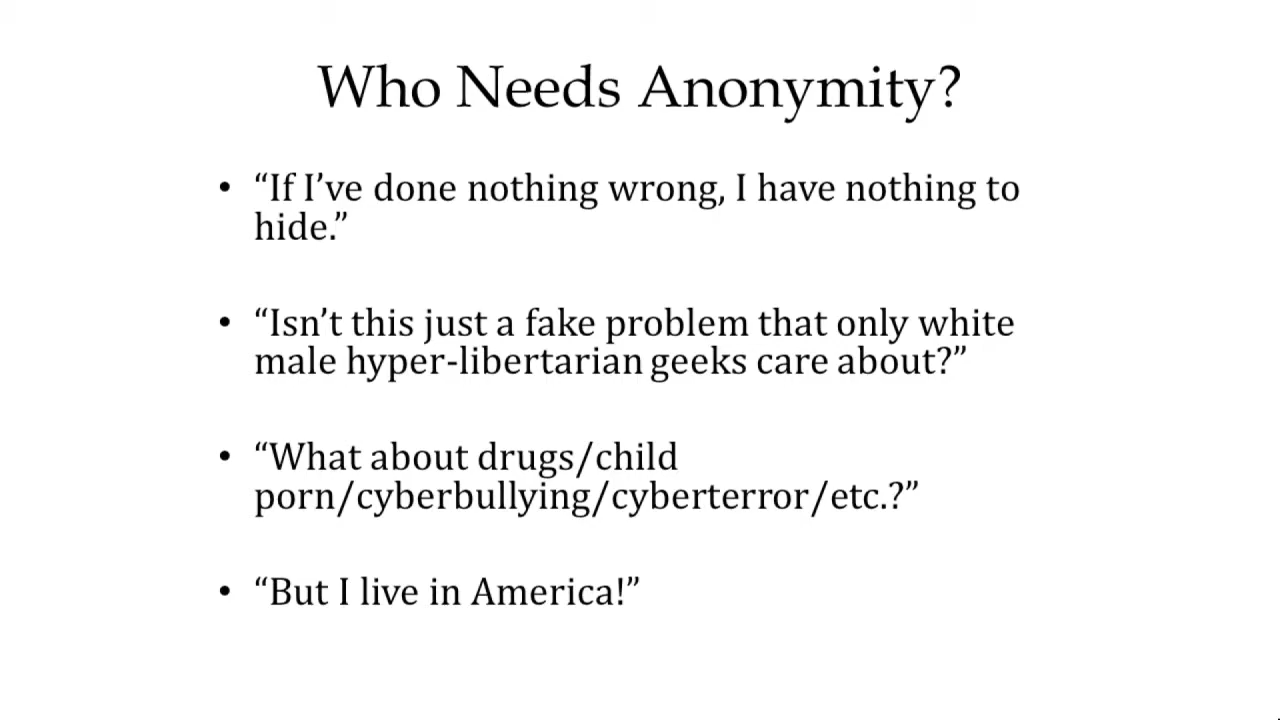 Who Needs Anonymity?
• “If I’ve done nothing wrong, I have nothing to
hide.”
• “Isn’t this just a fake problem that only white
male hyper-libertarian geeks care about?”
• “What about drugs/child
porn/cyberbullying/cyberterror/etc.?”
• “But I live in America!”